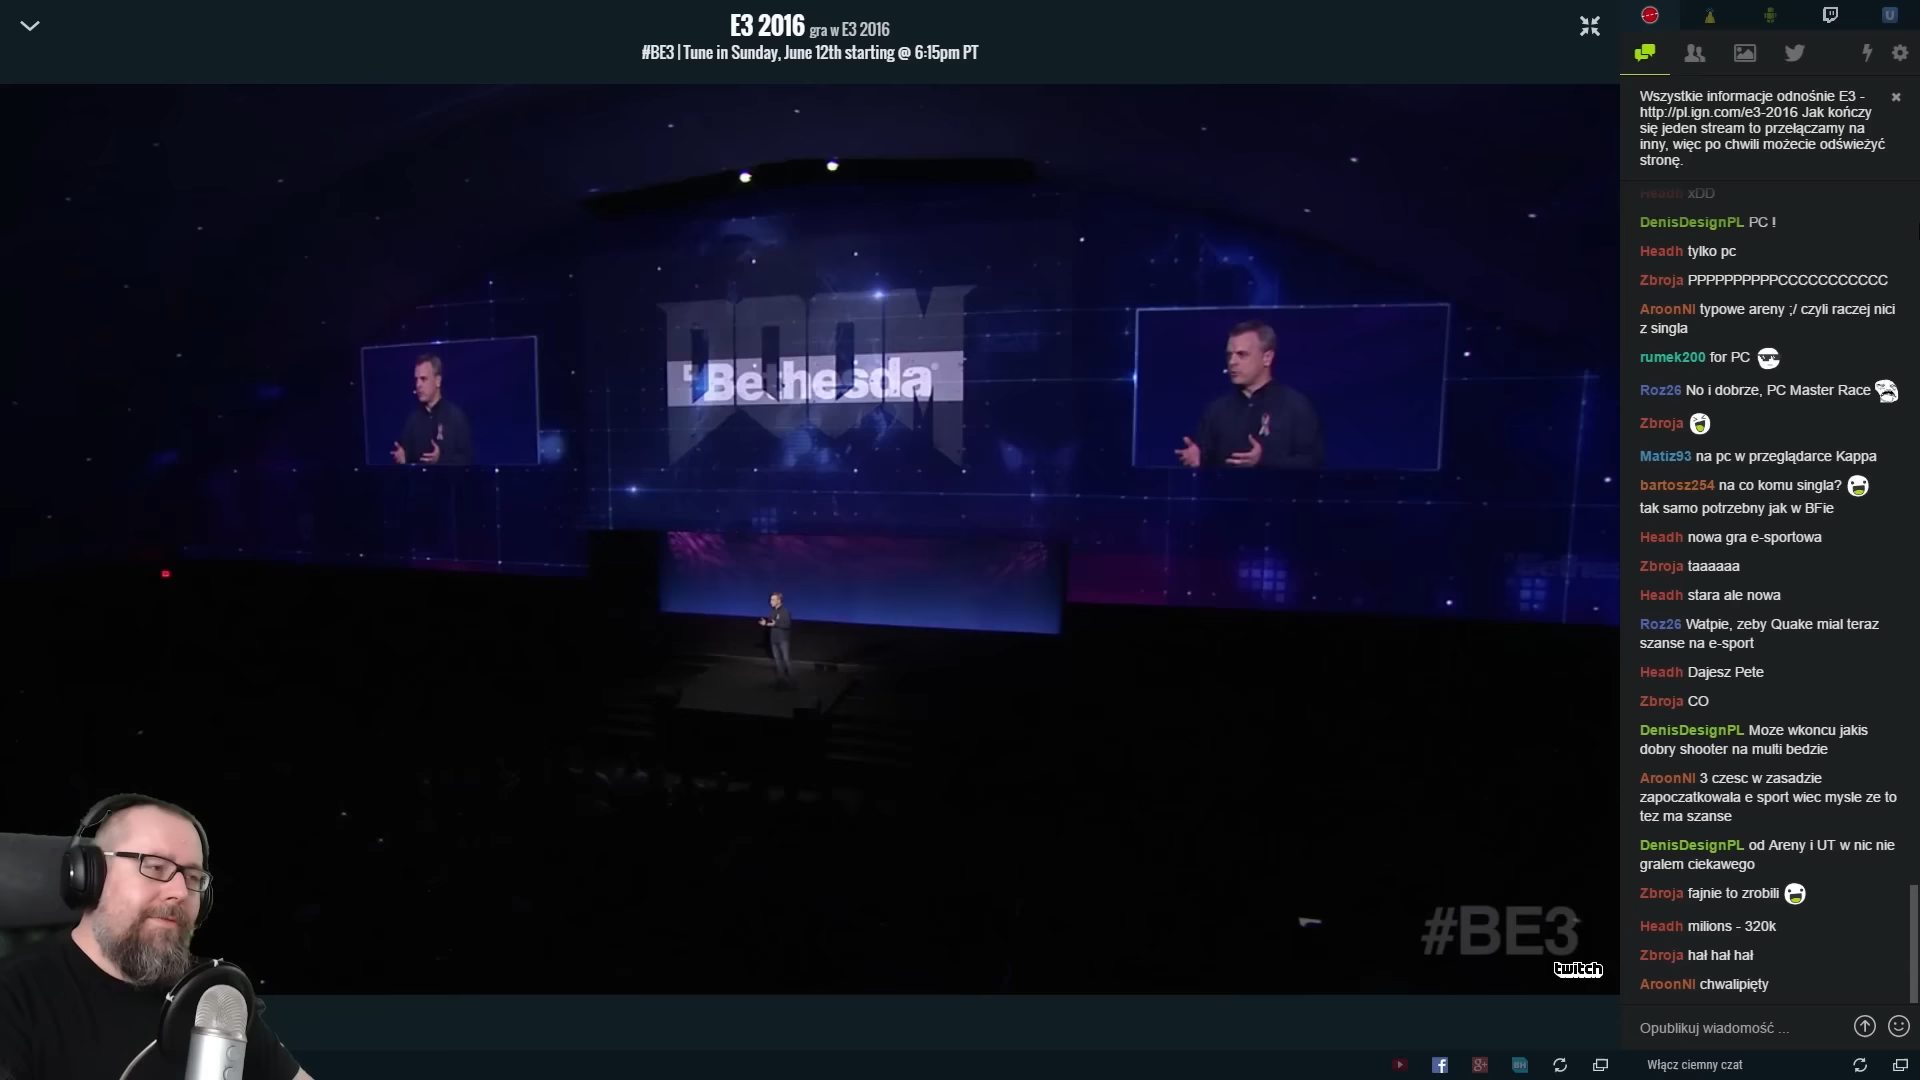 E3 2016 gra w E3 2016
#BE3 | Tune in Sunday, June 12th starting @ 6:15pm PT
DOOM
Bethesda
#BE3
twitch
Wszystkie informacje odnośnie E3 -
http://pl.ign.com/e3-2016 Jak kończy
się jeden stream to przełączamy na
inny, więc po chwili możecie odświeżyć
stronę.
Headh xDD
DenisDesignPL PC !
Headh tylko pc
Zbroja PPPPPPPPPPCCCCCCCCCCC
AroonNI typowe areny ;/ czyli raczej nici
z singla
rumek200 for PC
Roz26 No i dobrze, PC Master Race
Zbroja
Matiz93 na pc w przeglądarce Kappa
bartosz254 na co komu singla?
tak samo potrzebny jak w BFie
Headh nowa gra e-sportowa
Zbroja taaaaaa
Headh stara ale nowa
Roz26 Watpie, zeby Quake mial teraz
szanse na e-sport
Headh Dajesz Pete
Zbroja CO
DenisDesignPL Moze wkoncu jakis
dobry shooter na multi bedzie
AroonNI 3 czesc w zasadzie
zapoczatkowala e sport wiec mysle ze to
tez ma szanse
DenisDesignPL od Areny i UT w nic nie
gralem ciekawego
Zbroja fajnie to zrobili
Headh milions - 320k
Zbroja hał hał hał
AroonNI chwalipięty
Opublikuj wiadomość ...
Włącz ciemny czat